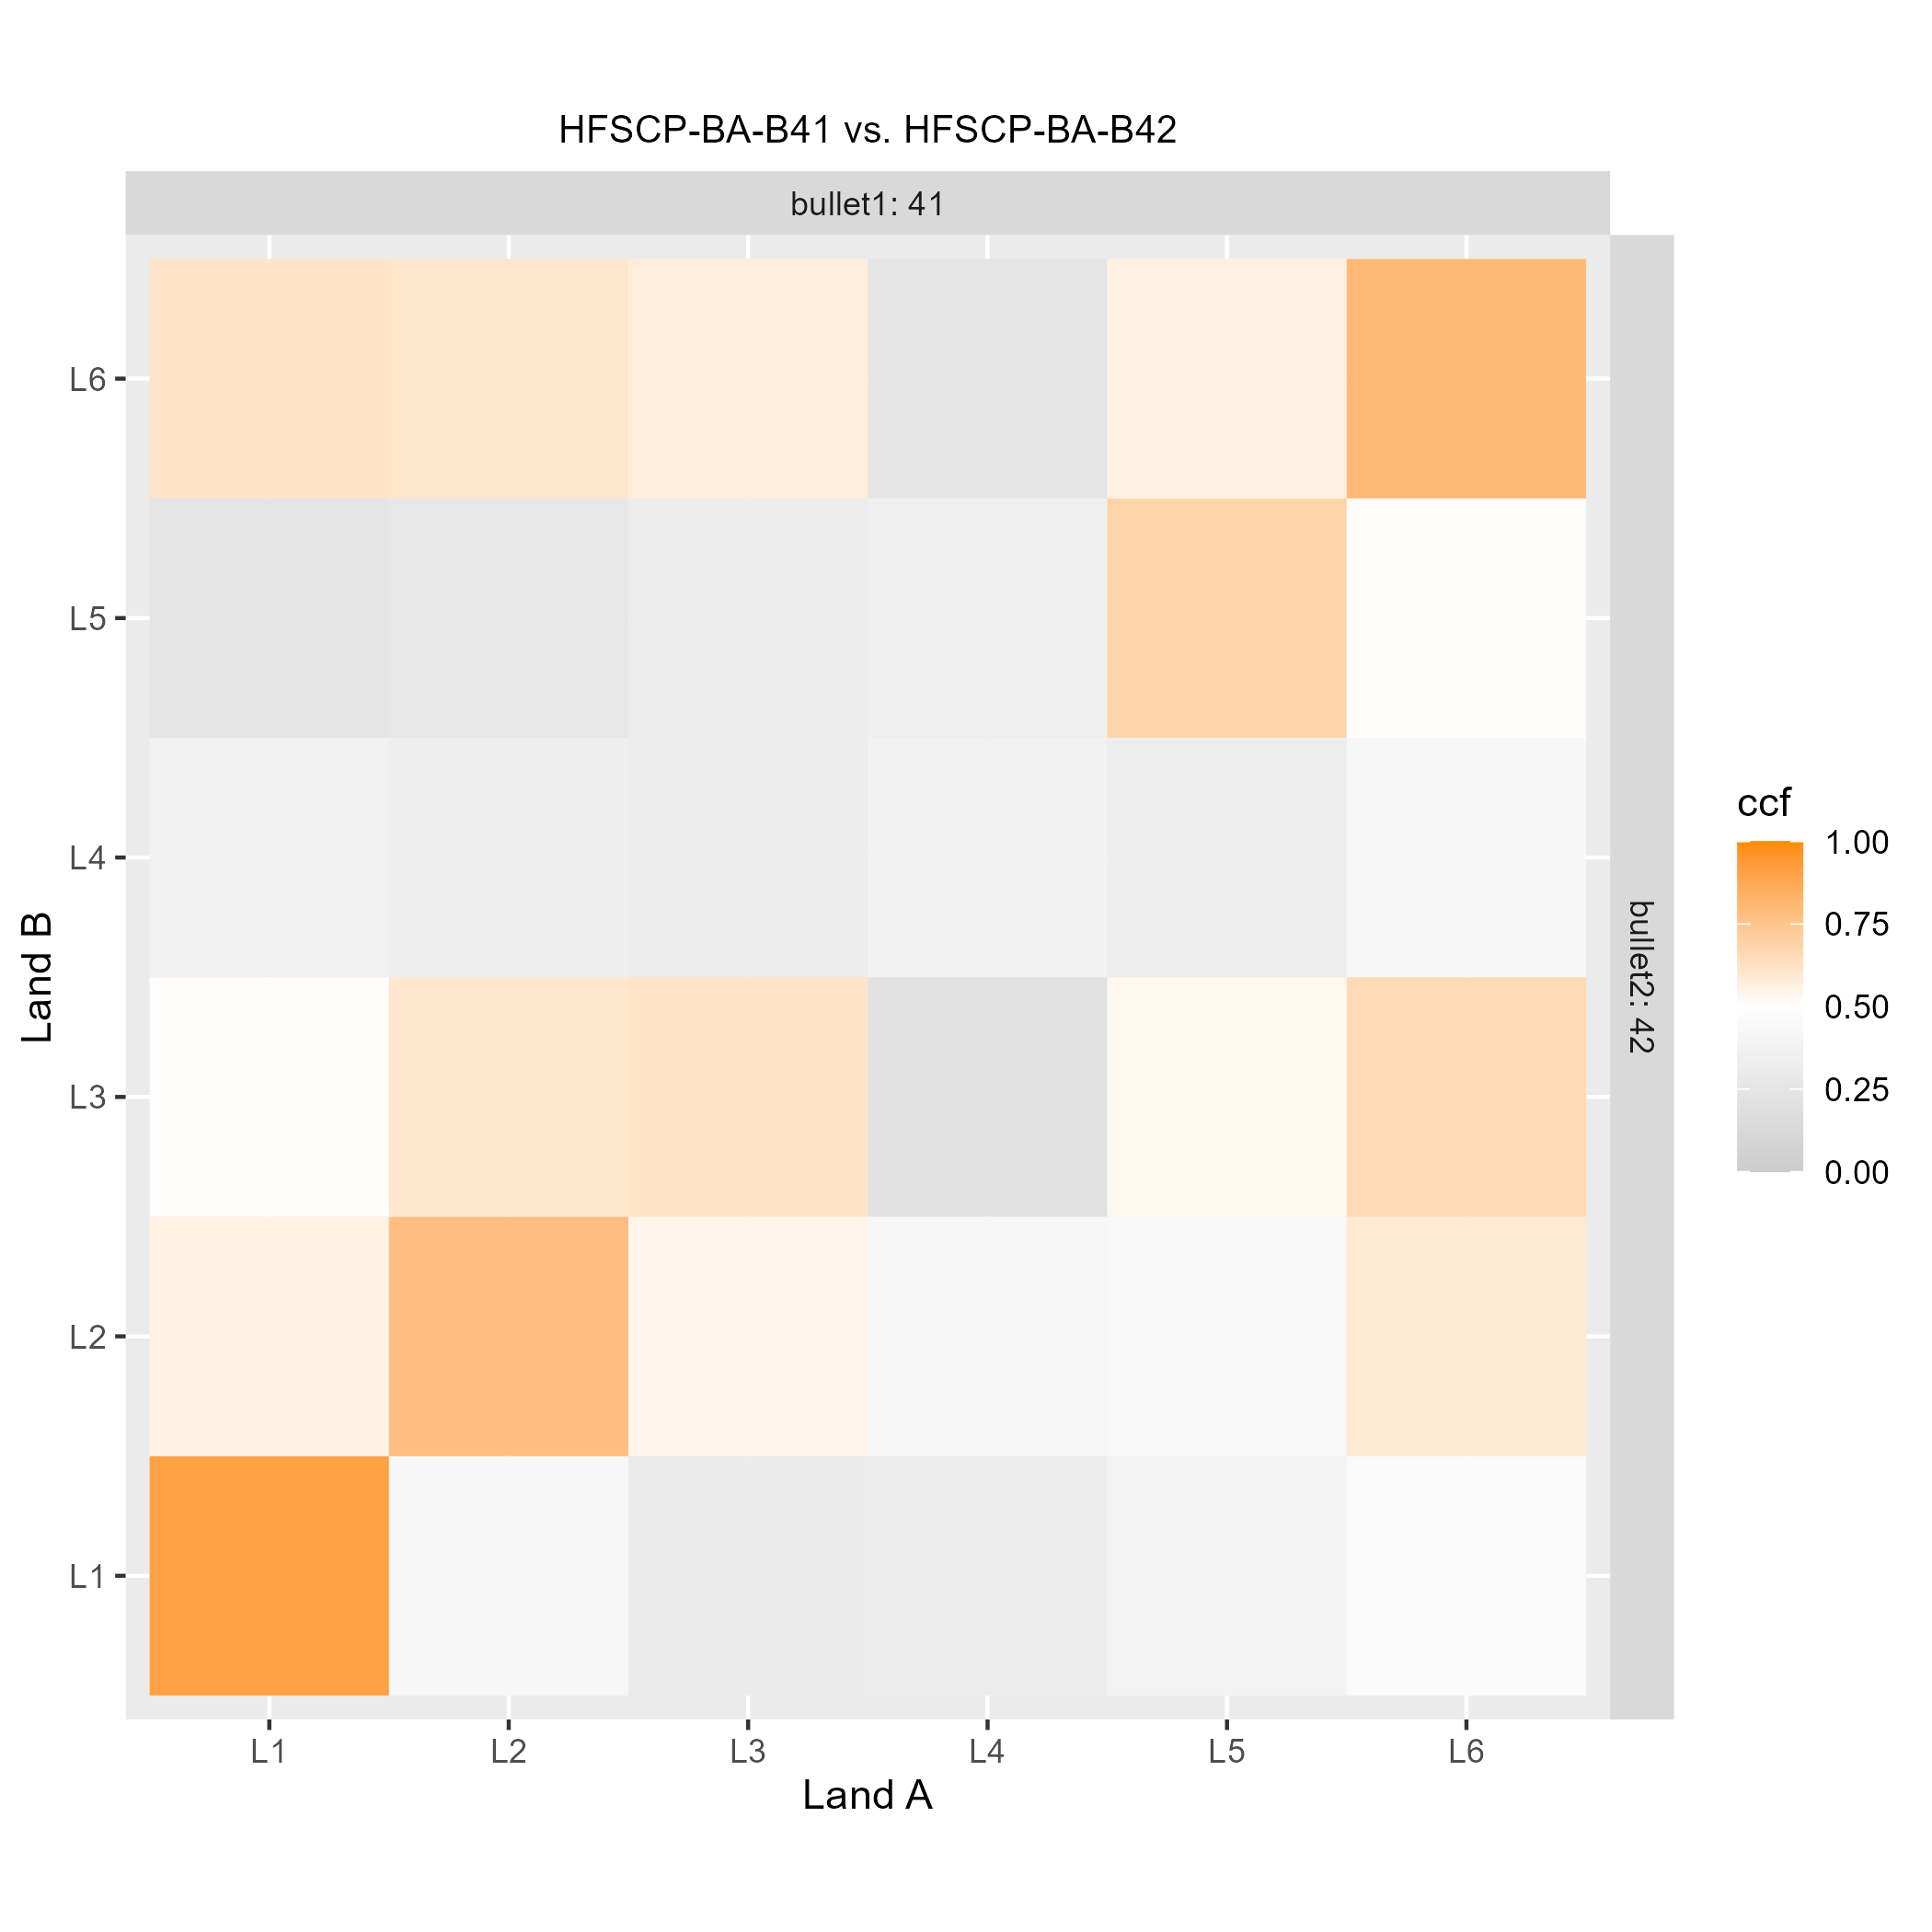 HFSCP-BA-B41 vs. HFSCP-BA-B42
bullet1: 41
L6
L5
L4
L3
L2
L1
Land B
bullet2: 42
ccf
1.00
0.75
0.50
0.25
0.00
L1 L2 L3 L4 L5 L6
Land A